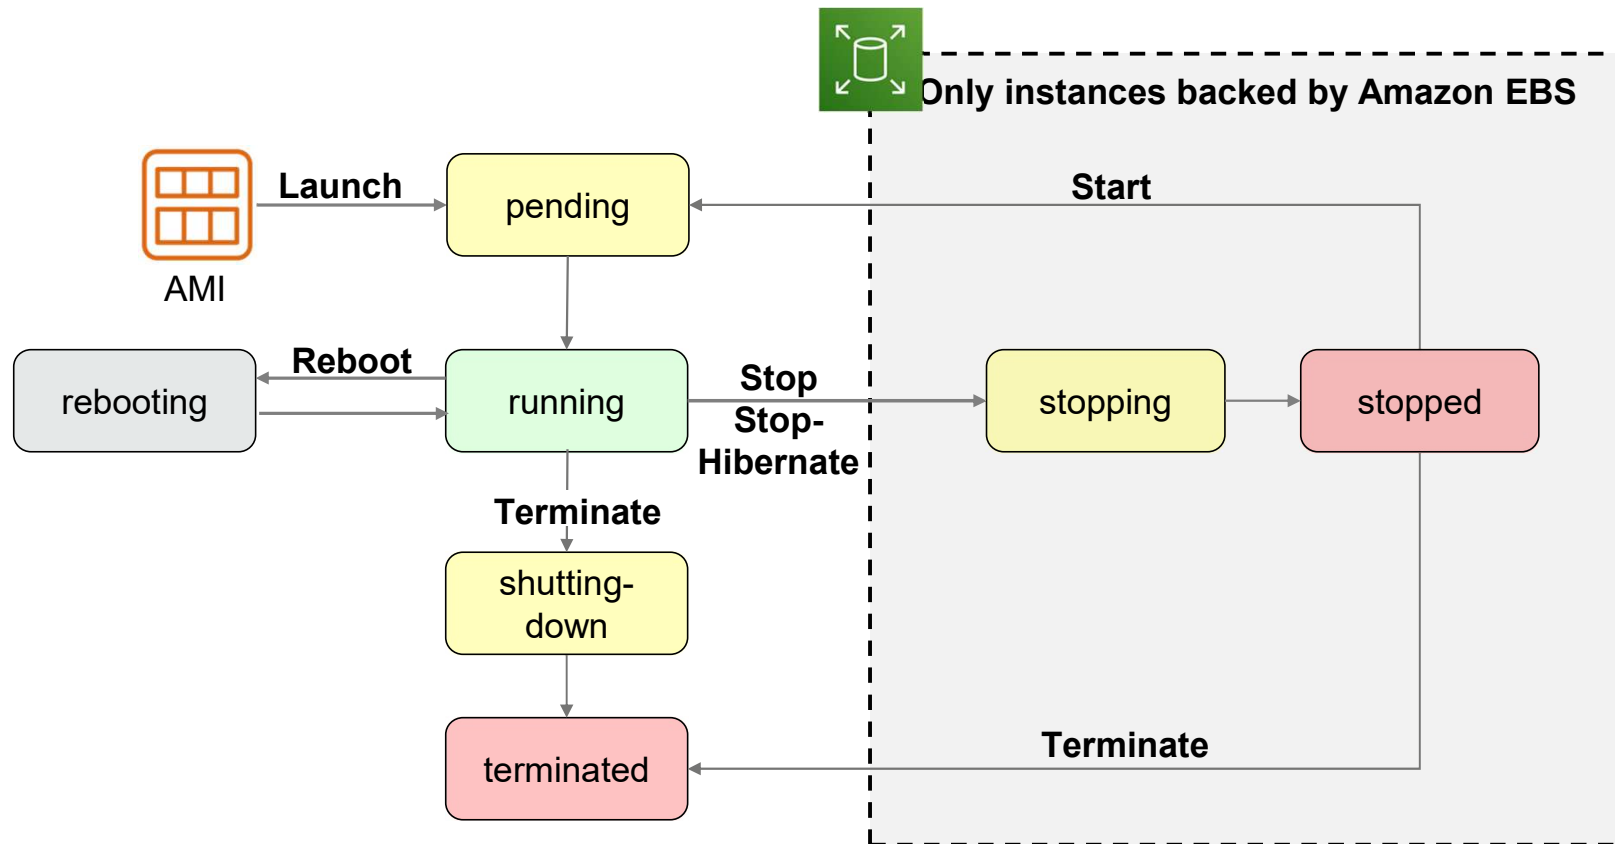 Only instances backed by Amazon EBS
Launch
pending
Start
AMI
Reboot
rebooting
running
Stop
Stop-
Hibernate
stopping
stopped
Terminate
shutting-
down
Terminate
terminated